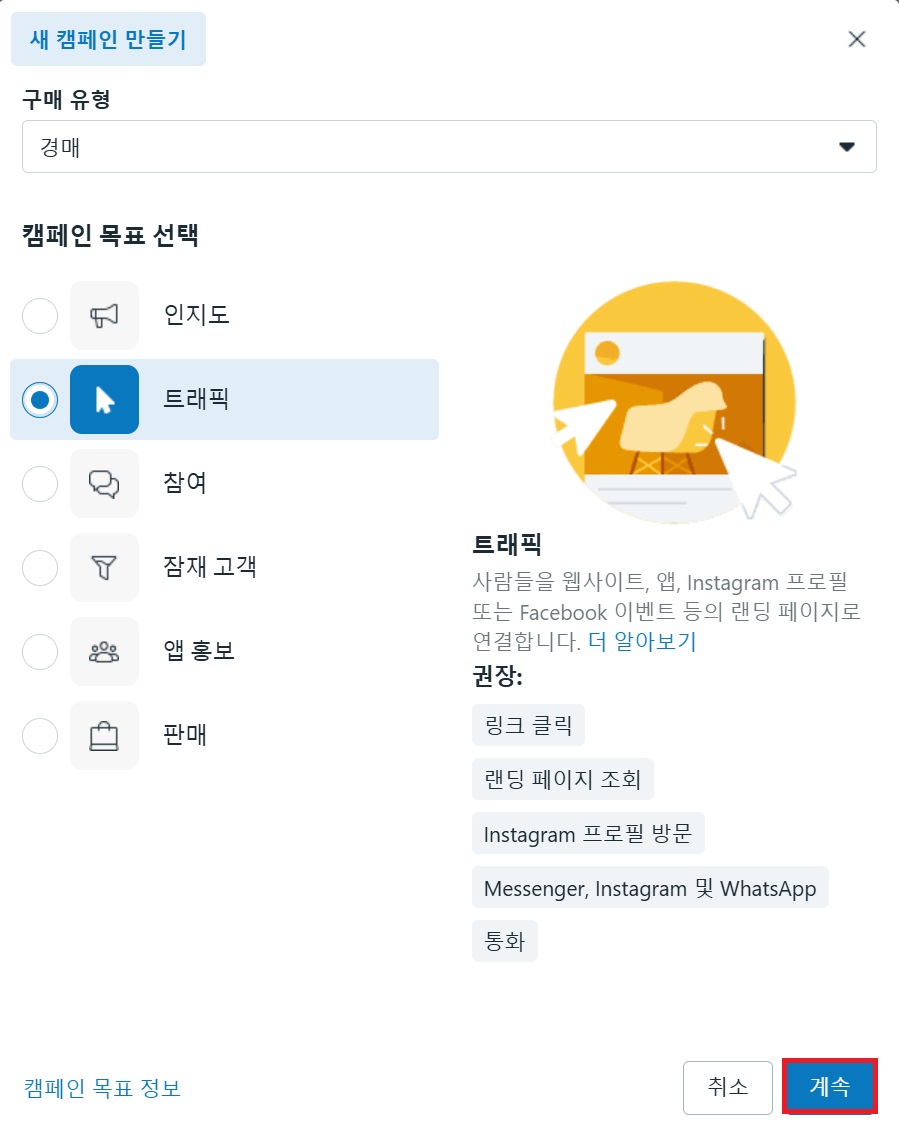 새 캠페인 만들기
구매 유형
경매
캠페인 목표 선택
인지도
트래픽
참여
잠재 고객
앱 홍보
판매
트래픽
사람들을 웹사이트, 앱, Instagram 프로필
또는 Facebook 이벤트 등의 랜딩 페이지로
연결합니다. 더 알아보기
권장:
링크 클릭
랜딩 페이지 조회
Instagram 프로필 방문
Messenger, Instagram 및 WhatsApp
통화
캠페인 목표 정보
취소
계속